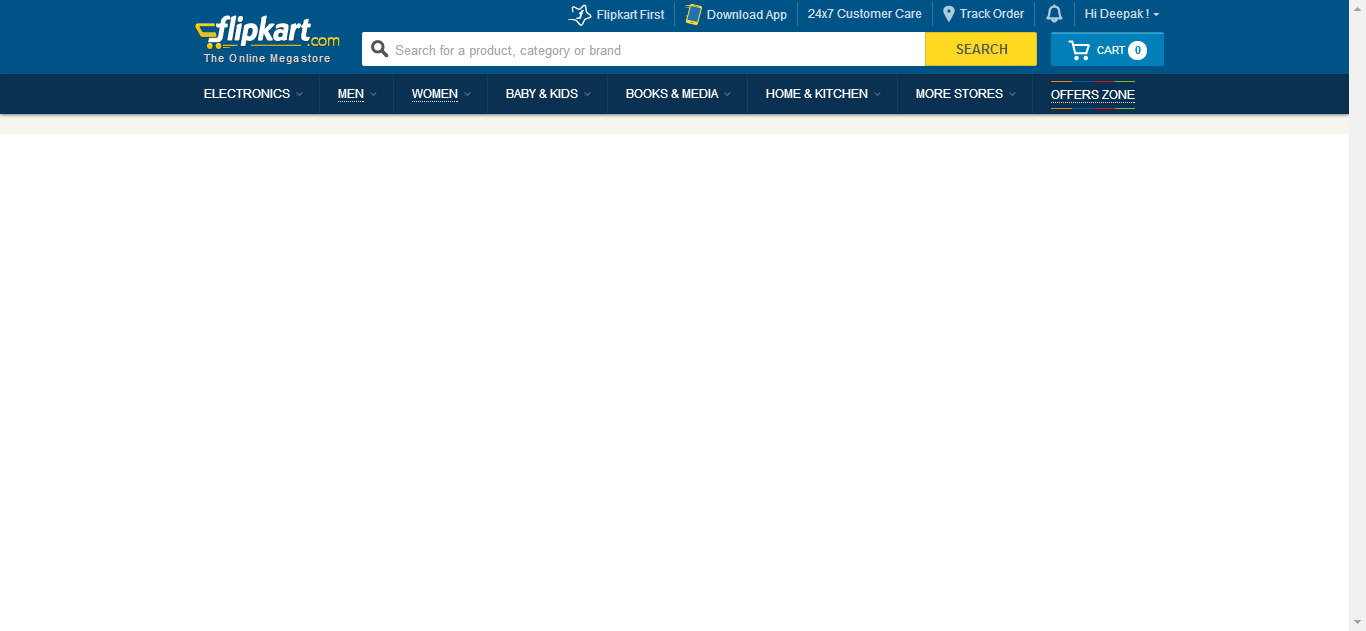 Flipkart First Download App 24x7 Customer Care Track Order Hi Deepak !
flipkart.com
The Online Megastore
Search for a product, category or brand SEARCH CART 0
ELECTRONICS MEN WOMEN BABY & KIDS BOOKS & MEDIA HOME & KITCHEN MORE STORES OFFERS ZONE